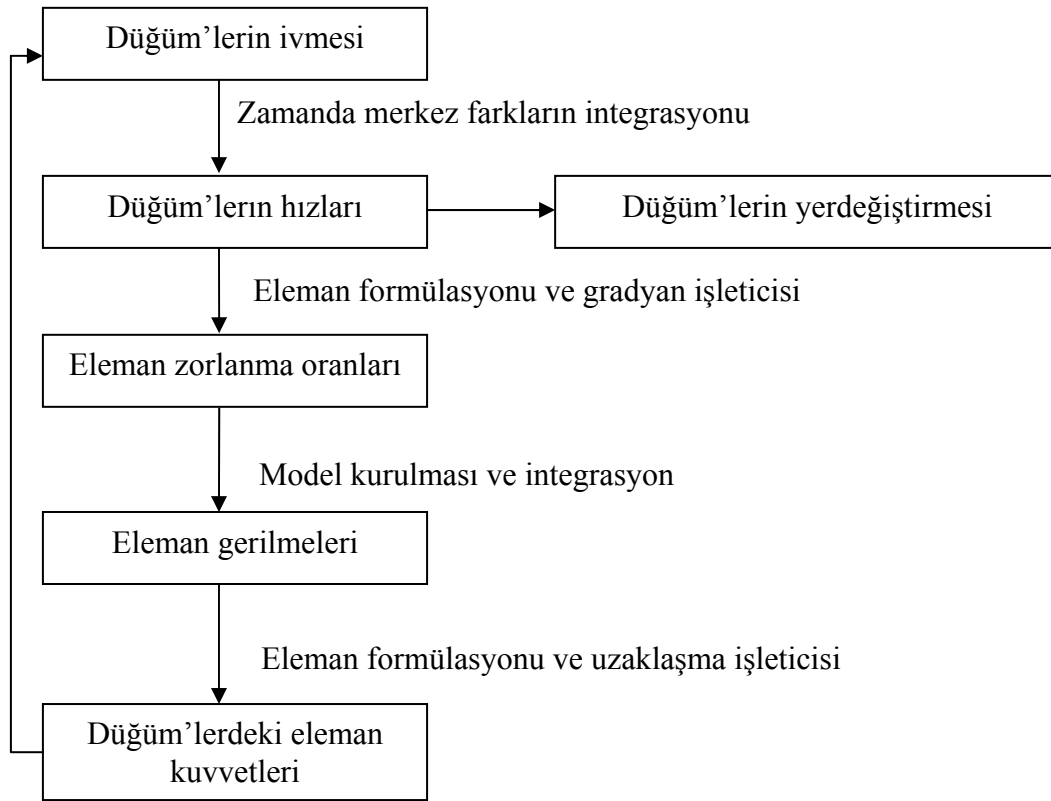 Düğüm’lerin ivmesi
Zamanda merkez farkların integrasyonu
Düğüm’lerın hızları
Düğüm’lerin yerdeğiştirmesi
Eleman formülasyonu ve gradyan işleticisi
Eleman zorlanma oranları
Model kurulması ve integrasyon
Eleman gerilmeleri
Eleman formülasyonu ve uzaklaşma işleticisi
Düğüm’lerdeki eleman
kuvvetleri